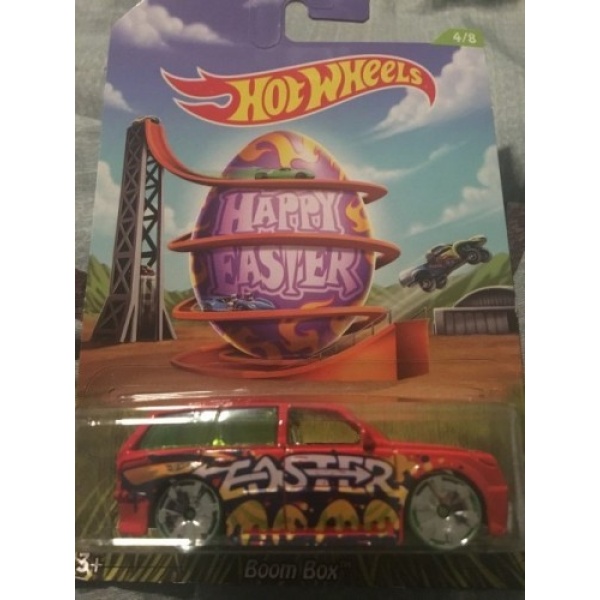 4/8
HOT WHEELS
HAPPY
EASTER
EASTER
3+
Boom Box